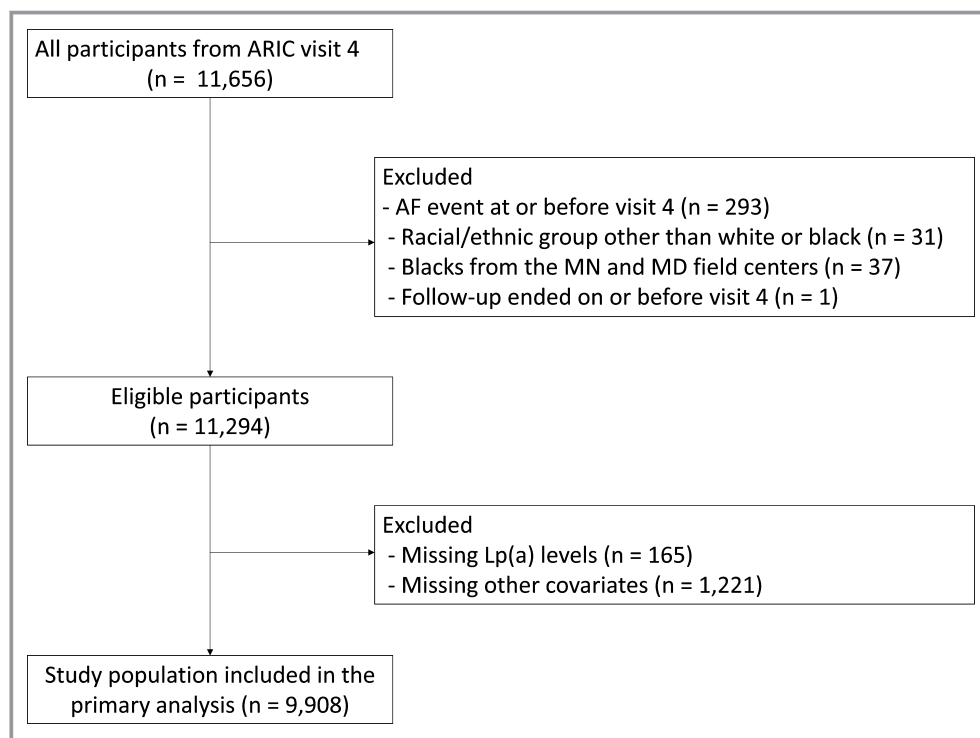 All participants from ARIC visit 4
(n =  11,656)
Excluded
- AF event at or before visit 4 (n = 293)
- Racial/ethnic group other than white or black (n = 31)
- Blacks from the MN and MD field centers (n = 37)
- Follow-up ended on or before visit 4 (n = 1)
Eligible participants
(n = 11,294)
Excluded
- Missing Lp(a) levels (n = 165)
- Missing other covariates (n = 1,221)
Study population included in the
primary analysis (n = 9,908)